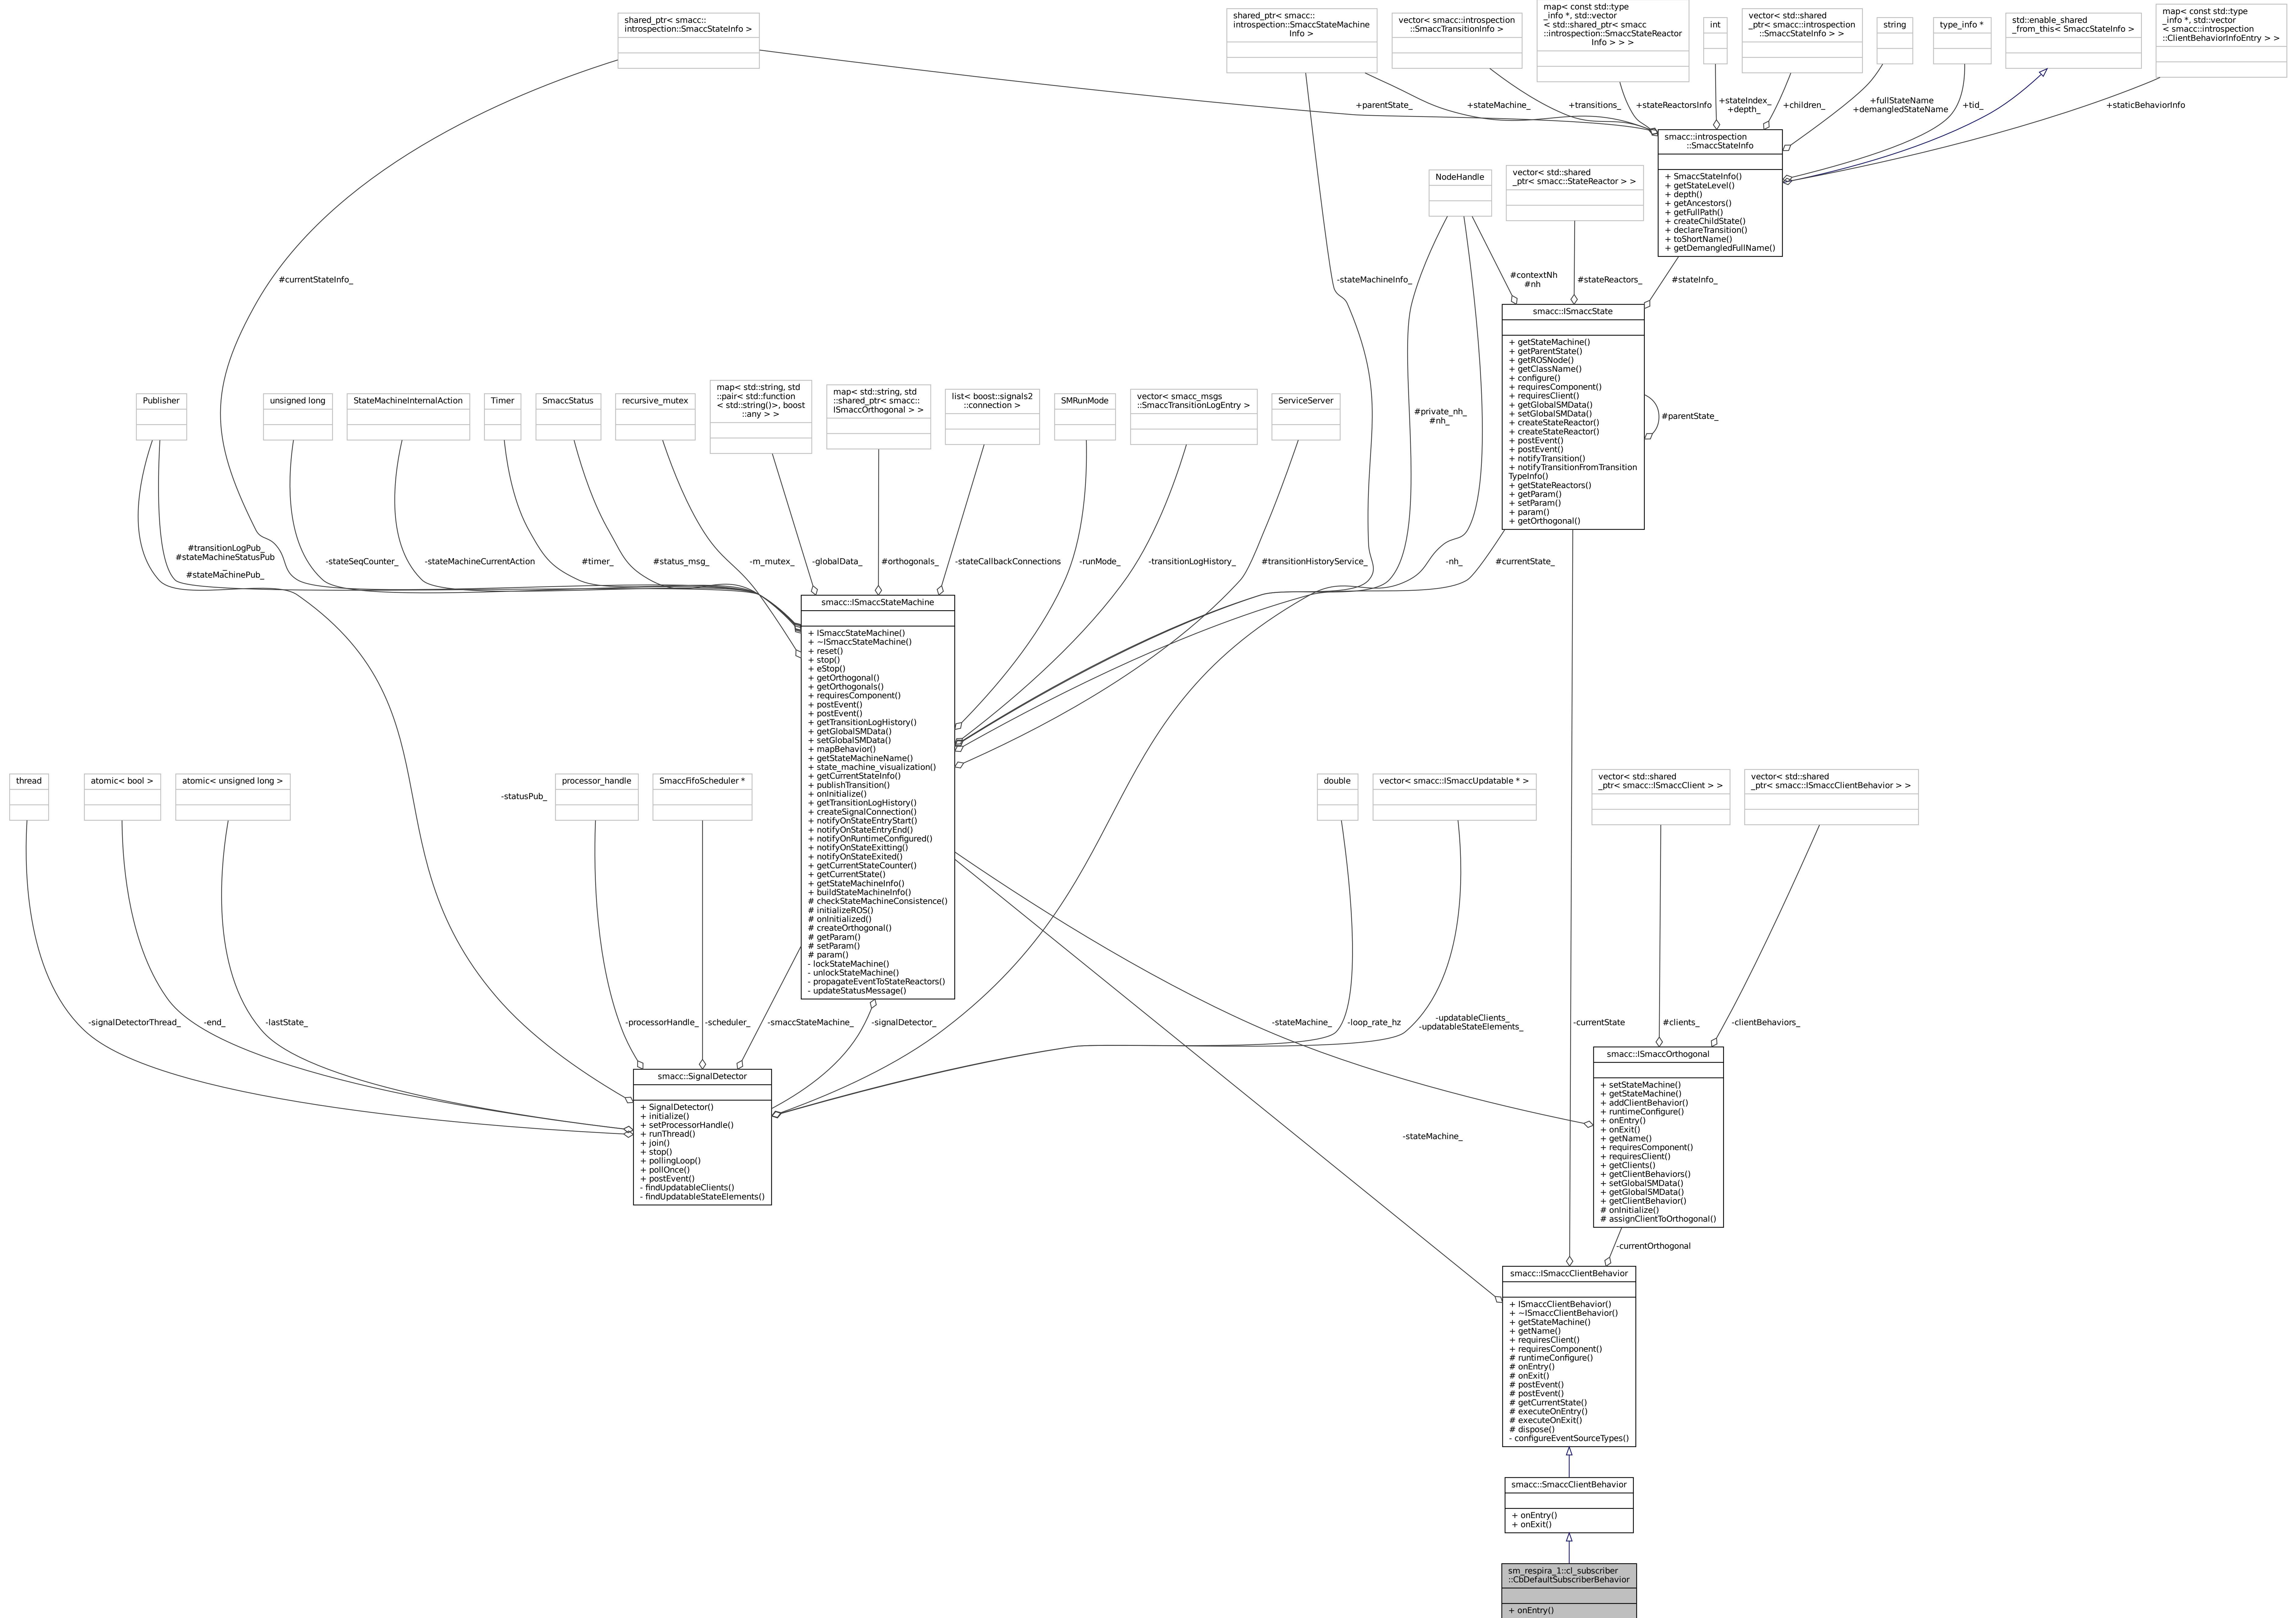 shared_ptr< smacc::
introspection::SmaccStateInfo >
shared_ptr< smacc::
introspection::SmaccStateMachine
Info >
vector< smacc::introspection
::SmaccTransitionInfo >
map< const std::type
_info *, std::vector
< std::shared_ptr< smacc
::introspection::SmaccStateReactor
Info > > >
int
vector< std::shared
_ptr< smacc::introspection
::SmaccStateInfo > >
string
type_info *
std::enable_shared
_from_this< SmaccStateInfo >
map< const std::type
_info *, std::vector
< smacc::introspection
::ClientBehaviorInfoEntry > >
+parentState_
+stateMachine_
+transitions_
+stateReactorsInfo
+stateIndex_
+depth_
+children_
+fullStateName
+demangledStateName
+tid_
+staticBehaviorInfo
smacc::introspection
::SmaccStateInfo
+ SmaccStateInfo()
+ getStateLevel()
+ depth()
+ getAncestors()
+ getFullPath()
+ createChildState()
+ declareTransition()
+ toShortName()
+ getDemangledFullName()
NodeHandle
vector< std::shared
_ptr< smacc::StateReactor > >
#currentStateInfo_
-stateMachineInfo_
#contextNh
#nh
#stateReactors_
#stateInfo_
smacc::ISmaccState
+ getStateMachine()
+ getParentState()
+ getROSNode()
+ getClassName()
+ configure()
+ requiresComponent()
+ requiresClient()
+ getGlobalSMData()
+ setGlobalSMData()
+ createStateReactor()
+ createStateReactor()
+ postEvent()
+ postEvent()
+ notifyTransition()
+ notifyTransitionFromTransition
TypeInfo()
+ getStateReactors()
+ getParam()
+ setParam()
+ param()
+ getOrthogonal()
#parentState_
Publisher
unsigned long
StateMachineInternalAction
Timer
SmaccStatus
recursive_mutex
map< std::string, std
::pair< std::function
< std::string()>, boost
::any > >
map< std::string, std
::shared_ptr< smacc::
ISmaccOrthogonal > >
list< boost::signals2
::connection >
SMRunMode
vector< smacc_msgs
::SmaccTransitionLogEntry >
ServiceServer
#private_nh_
#nh_
#transitionLogPub_
#stateMachineStatusPub
_
#stateMachinePub_
-stateSeqCounter_
-stateMachineCurrentAction
#timer_
#status_msg_
-m_mutex_
-globalData_
#orthogonals_
-stateCallbackConnections
-runMode_
-transitionLogHistory_
#transitionHistoryService_
-nh_
#currentState_
smacc::ISmaccStateMachine
+ ISmaccStateMachine()
+ ~ISmaccStateMachine()
+ reset()
+ stop()
+ eStop()
+ getOrthogonal()
+ getOrthogonals()
+ requiresComponent()
+ postEvent()
+ postEvent()
+ getTransitionLogHistory()
+ getGlobalSMData()
+ setGlobalSMData()
+ mapBehavior()
+ getStateMachineName()
+ state_machine_visualization()
+ getCurrentStateInfo()
+ publishTransition()
+ onInitialize()
+ getTransitionLogHistory()
+ createSignalConnection()
+ notifyOnStateEntryStart()
+ notifyOnStateEntryEnd()
+ notifyOnRuntimeConfigured()
+ notifyOnStateExitting()
+ notifyOnStateExited()
+ getCurrentStateCounter()
+ getCurrentState()
+ getStateMachineInfo()
+ buildStateMachineInfo()
# checkStateMachineConsistence()
# initializeROS()
# onInitialized()
# createOrthogonal()
# getParam()
# setParam()
# param()
- lockStateMachine()
- unlockStateMachine()
- propagateEventToStateReactors()
- updateStatusMessage()
thread
atomic< bool >
atomic< unsigned long >
-statusPub_
processor_handle
SmaccFifoScheduler *
double
vector< smacc::ISmaccUpdatable * >
vector< std::shared
_ptr< smacc::ISmaccClient > >
vector< std::shared
_ptr< smacc::ISmaccClientBehavior > >
-signalDetectorThread_
-end_
-lastState_
-processorHandle_
-scheduler_
-smaccStateMachine_
-signalDetector_
-stateMachine_
-loop_rate_hz
-updatableClients_
-updatableStateElements_
-currentState
#clients_
-clientBehaviors_
smacc::SignalDetector
+ SignalDetector()
+ initialize()
+ setProcessorHandle()
+ runThread()
+ join()
+ stop()
+ pollingLoop()
+ pollOnce()
+ postEvent()
- findUpdatableClients()
- findUpdatableStateElements()
smacc::ISmaccOrthogonal
+ setStateMachine()
+ getStateMachine()
+ addClientBehavior()
+ runtimeConfigure()
+ onEntry()
+ onExit()
+ getName()
+ requiresComponent()
+ requiresClient()
+ getClients()
+ getClientBehaviors()
+ setGlobalSMData()
+ getGlobalSMData()
+ getClientBehavior()
# onInitialize()
# assignClientToOrthogonal()
-stateMachine_
-currentOrthogonal
smacc::ISmaccClientBehavior
+ ISmaccClientBehavior()
+ ~ISmaccClientBehavior()
+ getStateMachine()
+ getName()
+ requiresClient()
+ requiresComponent()
# runtimeConfigure()
# onEntry()
# onExit()
# postEvent()
# postEvent()
# getCurrentState()
# executeOnEntry()
# executeOnExit()
# dispose()
- configureEventSourceTypes()
smacc::SmaccClientBehavior
+ onEntry()
+ onExit()
sm_respira_1::cl_subscriber
::CbDefaultSubscriberBehavior
+ onEntry()